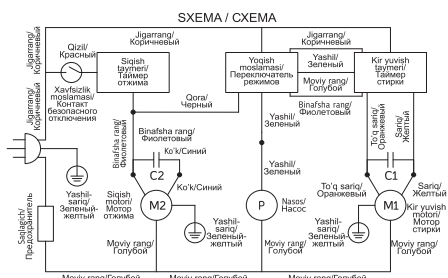 SXEMA / СХЕМА
Jigarrang/
Коричневый
Jigarrang/
Коричневый
Jigarrang/
Коричневый
Qizil/
Красный
Siqish
taymeri/
Таймер
отжима
Yoqish
moslamasi/
Переключатель
режимов
Yashil/
Зеленый
Moviy rang/
Голубой
Kir yuvish
taymeri/
Таймер
стирки
Xavfsizlik
moslamasi/
Контакт
безопасного
отключения
Jigarrang/
Коричневый
Qora/
Черный
Binafsha rang/
Фиолетовый
Binafsha rang/
Фиолетовый
Binafsha rang/
Фиолетовый
Ko'k/Синий
C2
Ko'k/Синий
Yashil/
Зеленый
Yashil/
Зеленый
To'q sariq/
Оранжевый
Sariq/
Желтый
C1
To'q sariq/
Оранжевый
Sariq/
Желтый
Yashil-
sariq/
Зеленый-
желтый
Siqish
motori/
Мотор
отжима
M2
Yashil-
sariq/
Зеленый-
желтый
P
Nasos/
Насос
Yashil-
sariq/
Зеленый-
желтый
M1
Kir yuvish
motori/
Мотор
стирки
Saqlagich/
Предохранитель
Moviy rang/
Голубой
Moviy rang/
Голубой
Moviy rang/
Голубой
Moviy rang/Голубой
Moviy rang/Голубой
Moviy rang/Голубой